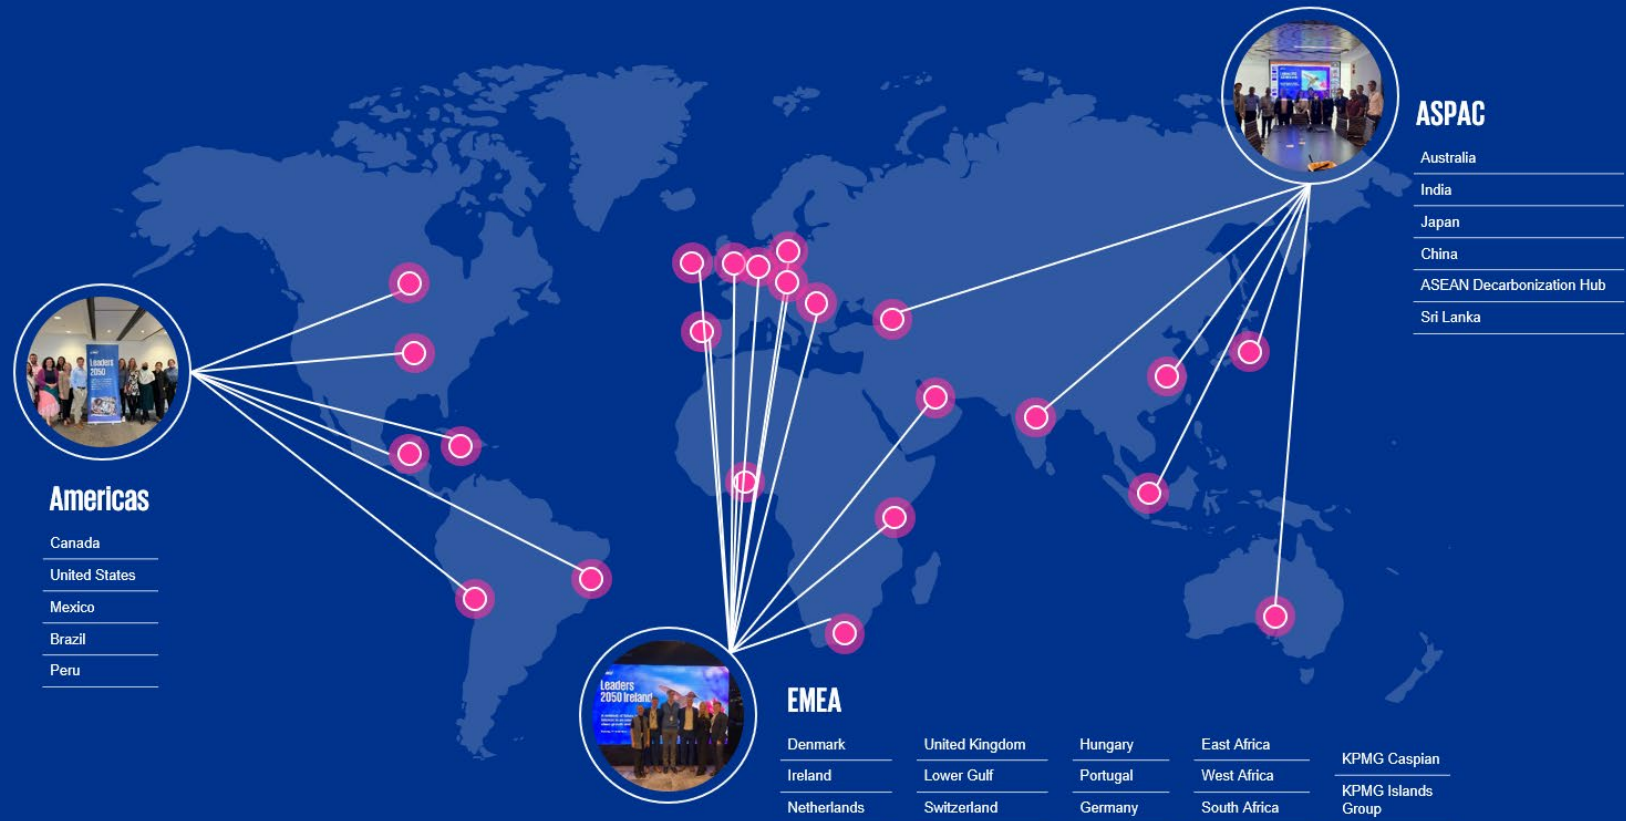 ASPAC
Australia
India
Japan
China
ASEAN Decarbonization Hub
Sri Lanka
Leaders
2050
Americas
Canada
United States
Mexico
Brazil
Peru
Leaders
2050 Ireland
EMEA
Denmark
Ireland
Netherlands
United Kingdom
Lower Gulf
Switzerland
Hungary
Portugal
Germany
East Africa
West Africa
South Africa
KPMG Caspian
KPMG Islands
Group